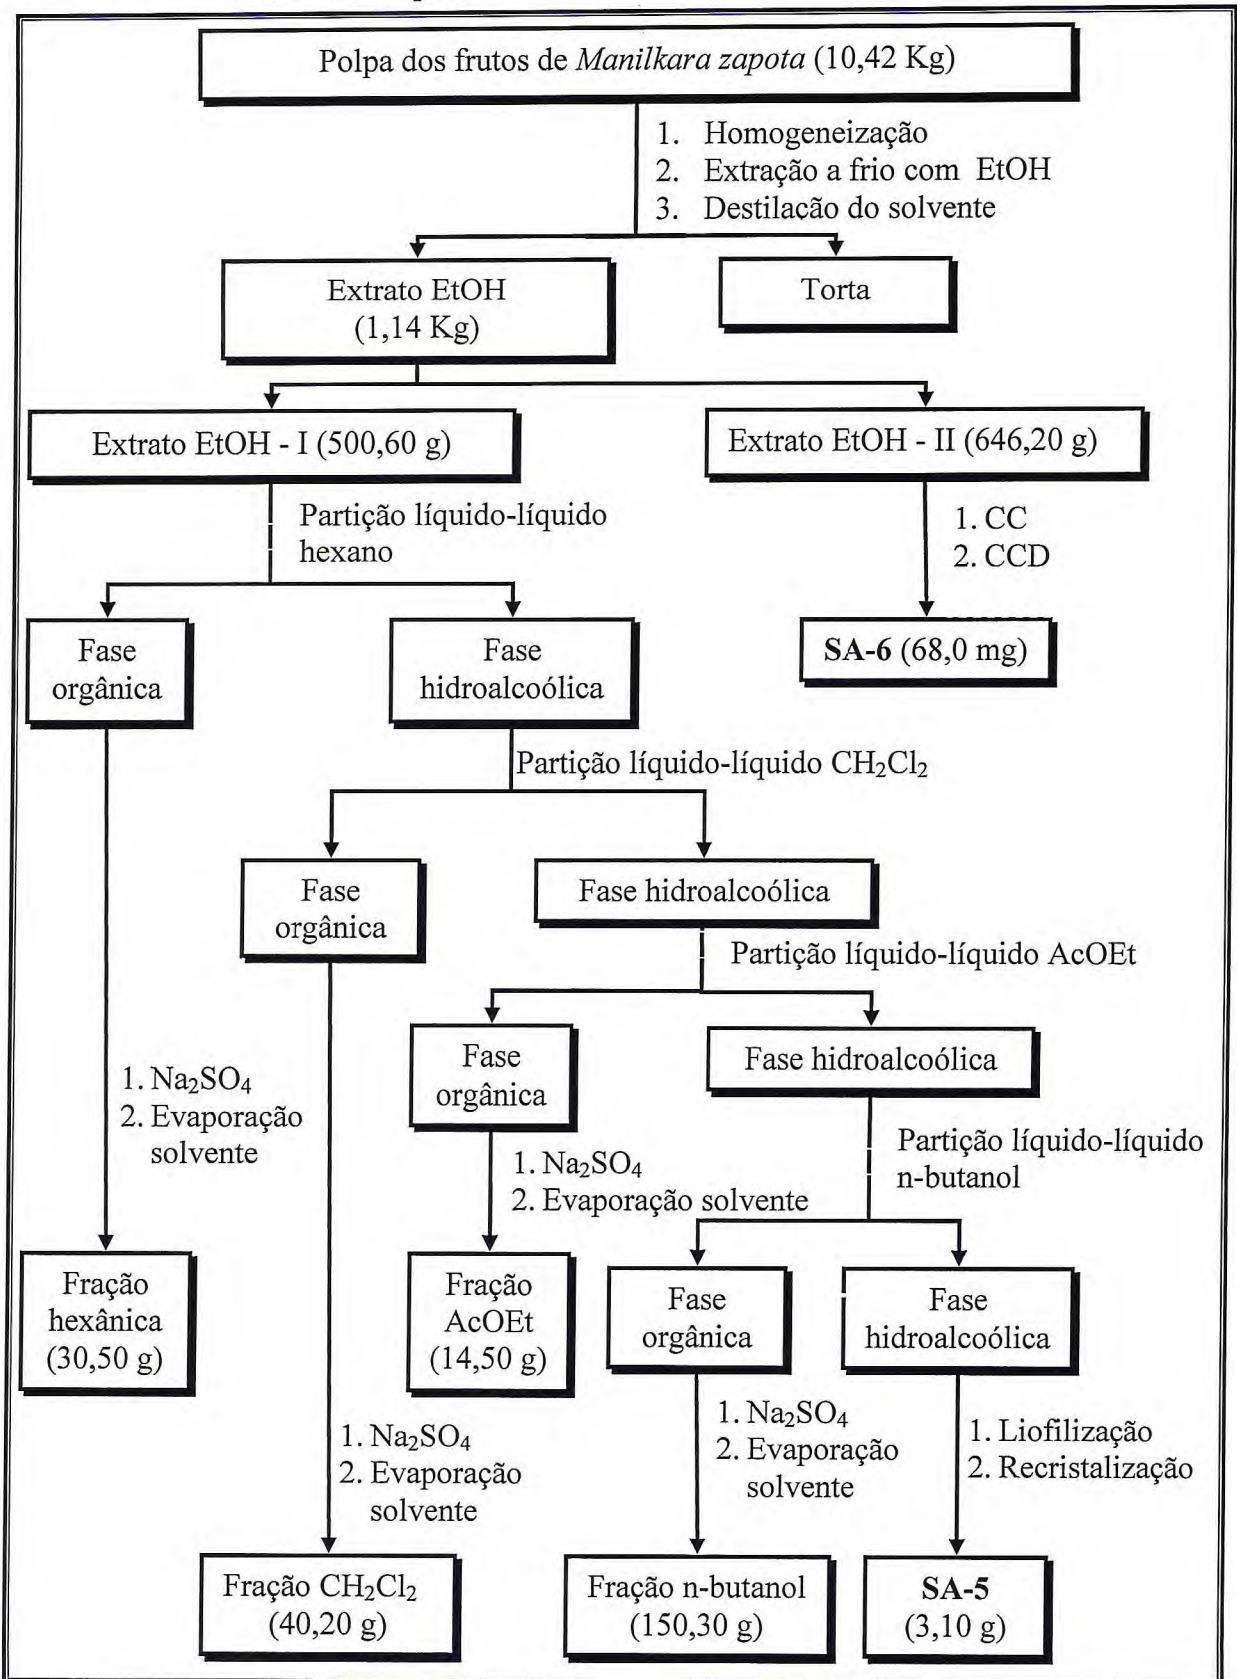 Polpa dos frutos de Manilkara zapota (10,42 Kg)
1. Homogeneização
2. Extração a frio com EtOH
3. Destilação do solvente
Extrato EtOH
(1,14 Kg)
Torta
Extrato EtOH - I (500,60 g)
Extrato EtOH - II (646,20 g)
Partição líquido-líquido
hexano
1. CC
2. CCD
Fase
orgânica
Fase
hidroalcoólica
SA-6 (68,0 mg)
Partição líquido-líquido CH₂Cl₂
Fase
orgânica
Fase hidroalcoólica
Partição líquido-líquido AcOEt
Fase
orgânica
Fase hidroalcoólica
1. Na₂SO₄
2. Evaporação
solvente
Partição líquido-líquido
n-butanol
1. Na₂SO₄
2. Evaporação solvente
Fração
hexânica
(30,50 g)
Fração
AcOEt
(14,50 g)
Fase
orgânica
Fase
hidroalcoólica
1. Na₂SO₄
2. Evaporação
solvente
1. Na₂SO₄
2. Evaporação
solvente
1. Liofilização
2. Recristalização
Fração CH₂Cl₂
(40,20 g)
Fração n-butanol
(150,30 g)
SA-5
(3,10 g)